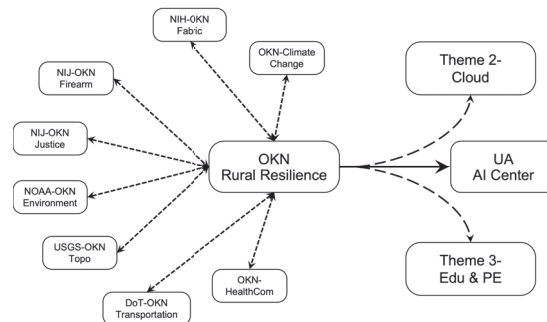 NIH-OKN
Fabric
OKN-Climate
Change
NIJ-OKN
Firearm
NIJ-OKN
Justice
NOAA-OKN
Environment
USGS-OKN
Topo
DoT-OKN
Transportation
OKN-
HealthCom
OKN
Rural Resilience
Theme 2-
Cloud
UA
AI Center
Theme 3-
Edu & PE